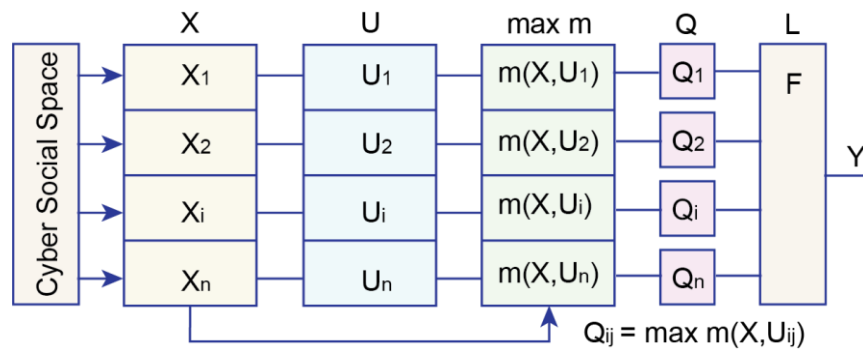 X U max m Q L
Cyber Social Space
X₁ U₁ m(X,U₁) Q₁ F
X₂ U₂ m(X,U₂) Q₂
Y
Xᵢ Uᵢ m(X,Uᵢ) Qᵢ
Xₙ Uₙ m(X,Uₙ) Qₙ
Qᵢⱼ = max m(X,Uᵢⱼ)